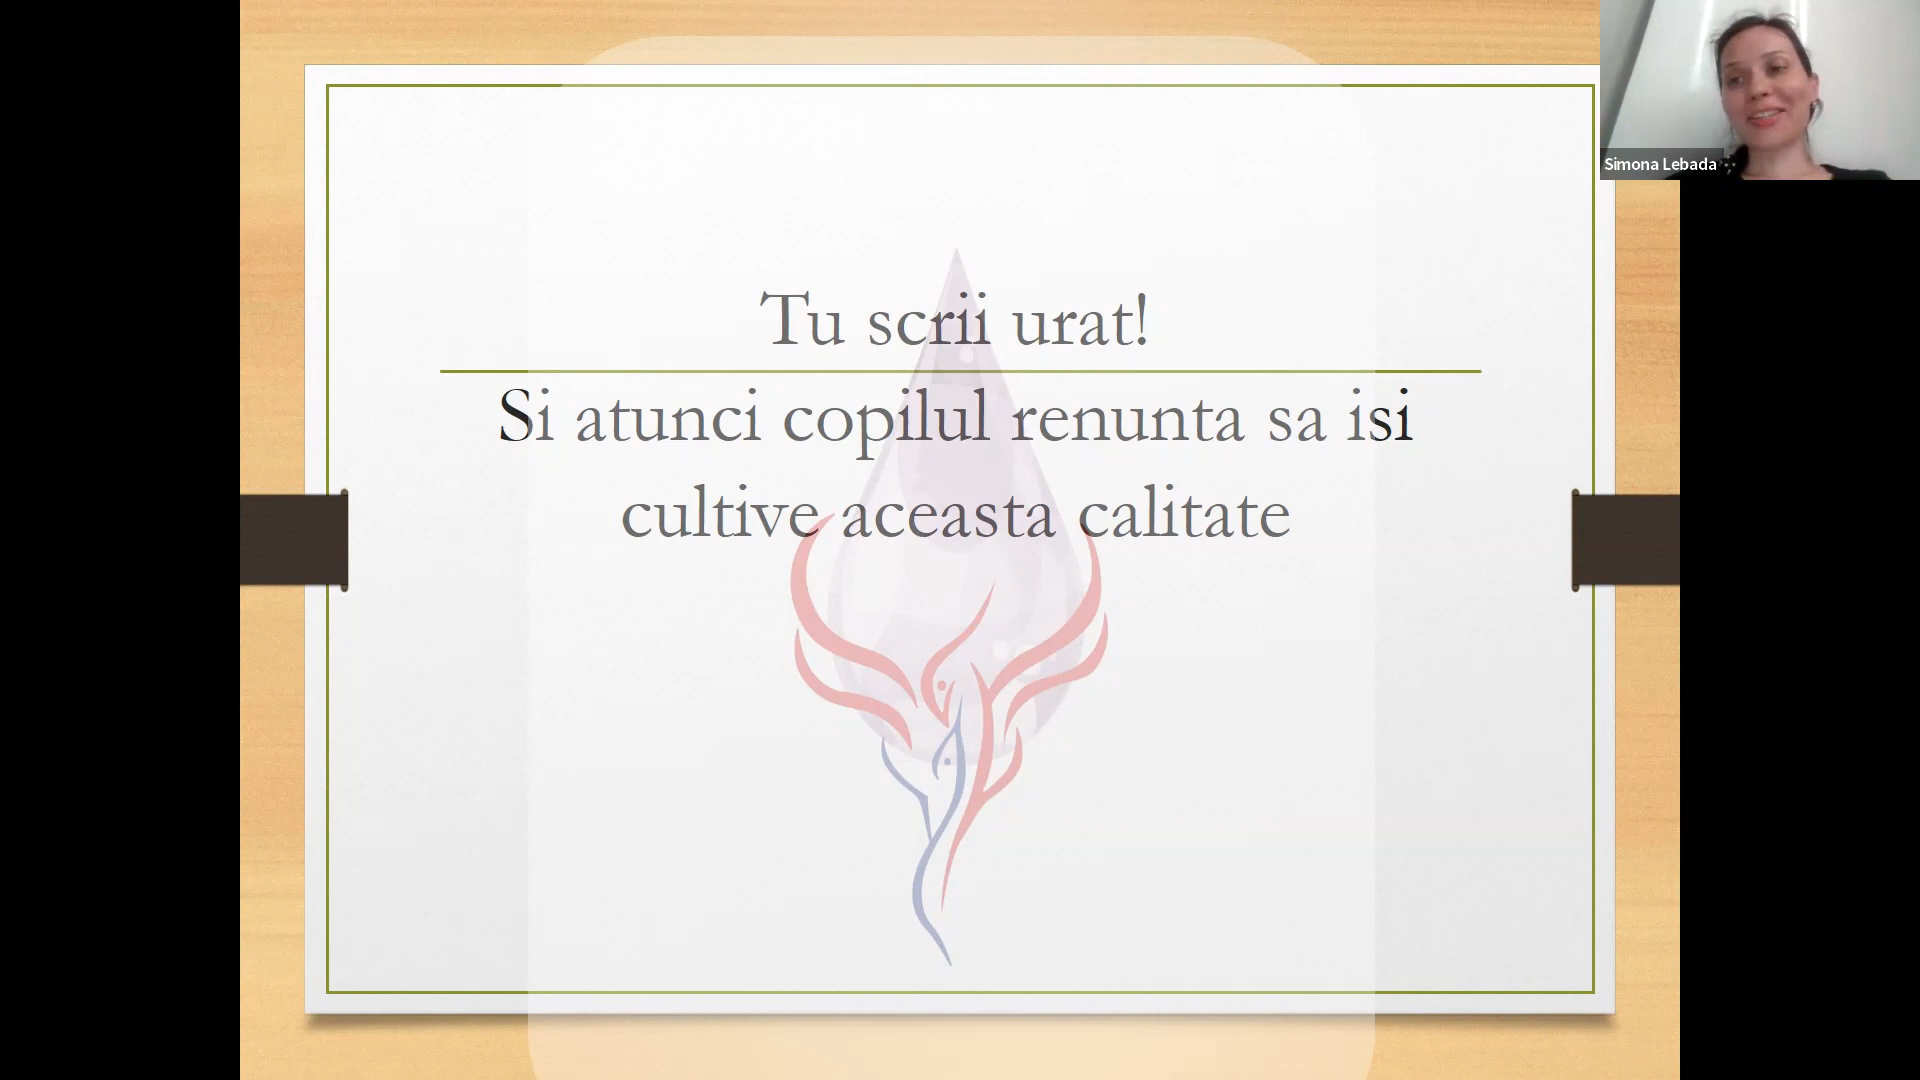 Simona Lebada
Tu scrii urat!
Si atunci copilul renunta sa isi
cultive aceasta calitate